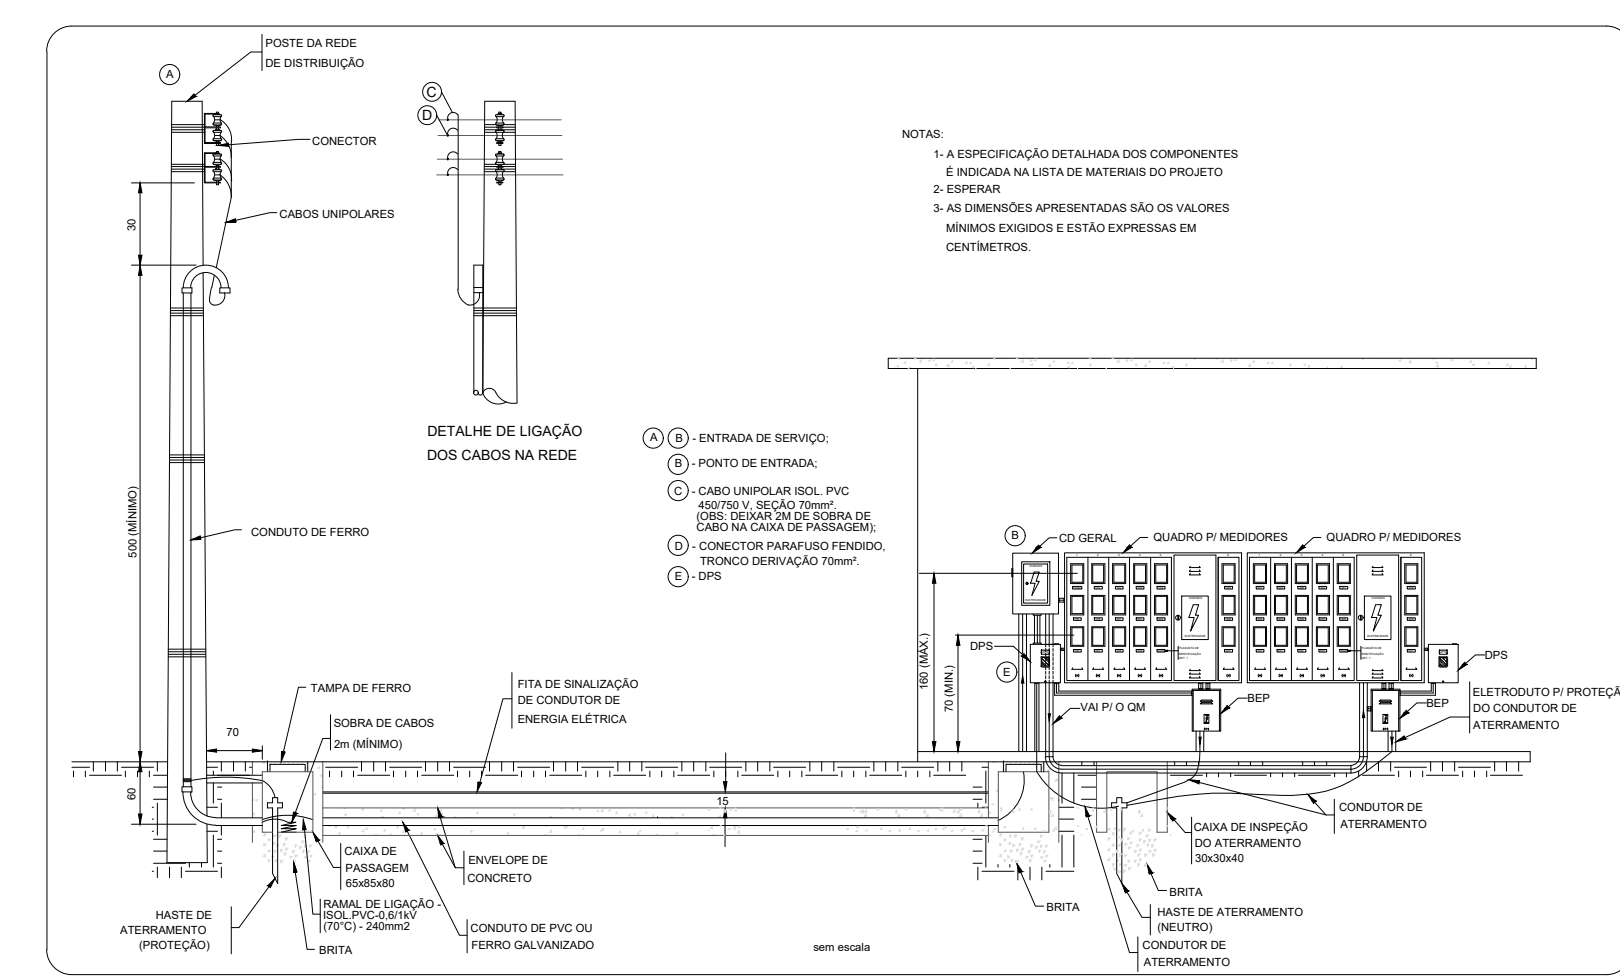 POSTE DA REDE
DE DISTRIBUIÇÃO
A
CONECTOR
30
CABOS UNIPOLARES
500 (MÍNIMO)
CONDUTO DE FERRO
C
D
DETALHE DE LIGAÇÃO
DOS CABOS NA REDE
NOTAS:
1- A ESPECIFICAÇÃO DETALHADA DOS COMPONENTES
É INDICADA NA LISTA DE MATERIAIS DO PROJETO
2- ESPERAR
3- AS DIMENSÕES APRESENTADAS SÃO OS VALORES
MÍNIMOS EXIGIDOS E ESTÃO EXPRESSAS EM
CENTÍMETROS.
A B - ENTRADA DE SERVIÇO;
B - PONTO DE ENTRADA;
C - CABO UNIPOLAR ISOL. PVC
450/750 V, SEÇÃO 70mm².
(OBS: DEIXAR 2M DE SOBRA DE
CABO NA CAIXA DE PASSAGEM);
D - CONECTOR PARAFUSO FENDIDO,
TRONCO DERIVAÇÃO 70mm².
E - DPS
B
CD GERAL
QUADRO P/ MEDIDORES
QUADRO P/ MEDIDORES
160 (MÁX.)
70 (MIN.)
DPS
E
VAI P/ O QM
BEP
BEP
DPS
ELETRODUTO P/ PROTEÇÃ
DO CONDUTOR DE
ATERRAMENTO
TAMPA DE FERRO
70
SOBRA DE CABOS
2m (MÍNIMO)
FITA DE SINALIZAÇÃO
DE CONDUTOR DE
ENERGIA ELÉTRICA
60
15
CONDUTOR DE
ATERRAMENTO
CAIXA DE INSPEÇÃO
DO ATERRAMENTO
30x30x40
CAIXA DE
PASSAGEM
65x85x80
ENVELOPE DE
CONCRETO
RAMAL DE LIGAÇÃO -
ISOL.PVC-0,6/1kV
(70°C) - 240mm2
HASTE DE
ATERRAMENTO
(PROTEÇÃO)
BRITA
CONDUTO DE PVC OU
FERRO GALVANIZADO
sem escala
BRITA
BRITA
HASTE DE ATERRAMENTO
(NEUTRO)
CONDUTOR DE
ATERRAMENTO